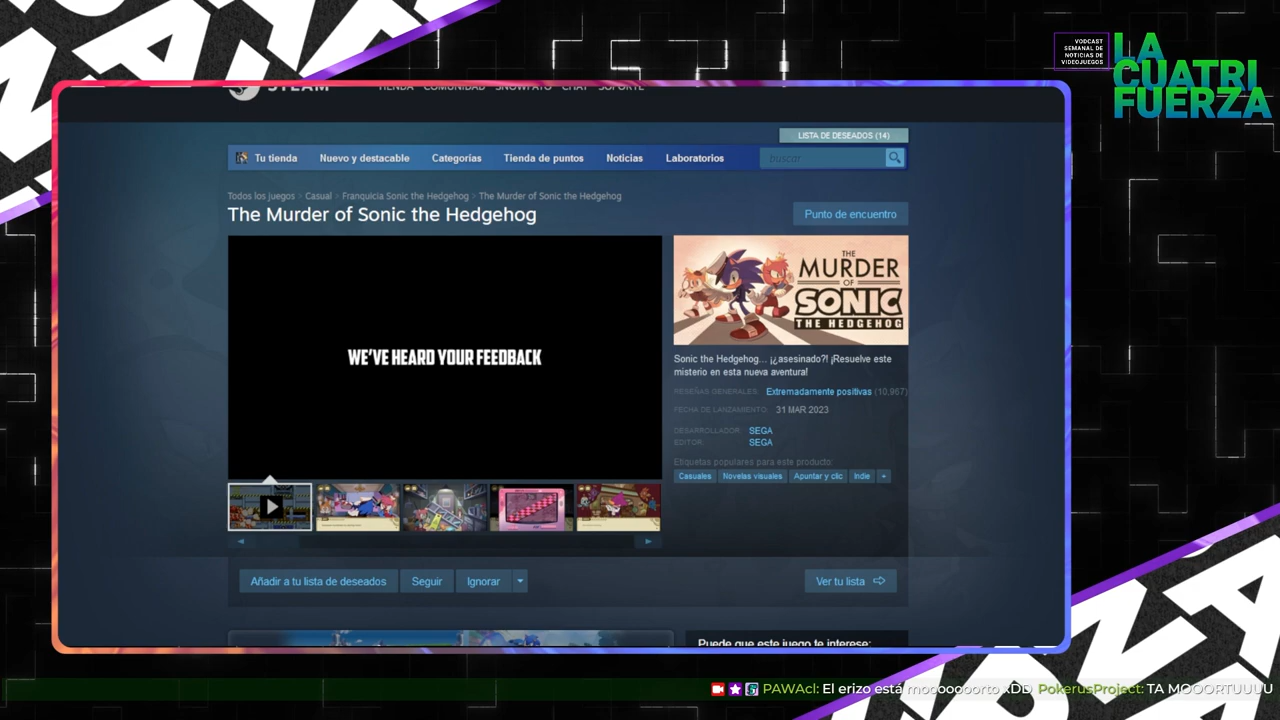 VODCAST
SEMANAL DE
NOTICIAS DE
VIDEOJUEGOS
LA
CUATRI
FUERZA
STEAM
TIENDA COMUNIDAD SNOWFATO CHAT SOPORTE
LISTA DE DESEADOS (14)
Tu tienda Nuevo y destacable Categorías Tienda de puntos Noticias Laboratorios buscar
Todos los juegos > Casual > Franquicia Sonic the Hedgehog > The Murder of Sonic the Hedgehog
The Murder of Sonic the Hedgehog
Punto de encuentro
WE'VE HEARD YOUR FEEDBACK
THE
MURDER
OF
SONIC
THE HEDGEHOG
Sonic the Hedgehog... ¡¿asesinado?! ¡Resuelve este
misterio en esta nueva aventura!
RESEÑAS GENERALES: Extremadamente positivas (10,967)
FECHA DE LANZAMIENTO: 31 MAR 2023
DESARROLLADOR: SEGA
EDITOR: SEGA
Etiquetas populares para este producto:
Casuales Novelas visuales Apuntar y clic Indie +
Añadir a tu lista de deseados Seguir Ignorar Ver tu lista
Puede que este juego te interese:
PAWAcl: El erizo está mooooooorto xDD PokerusProject: TA MOOORTUUUU